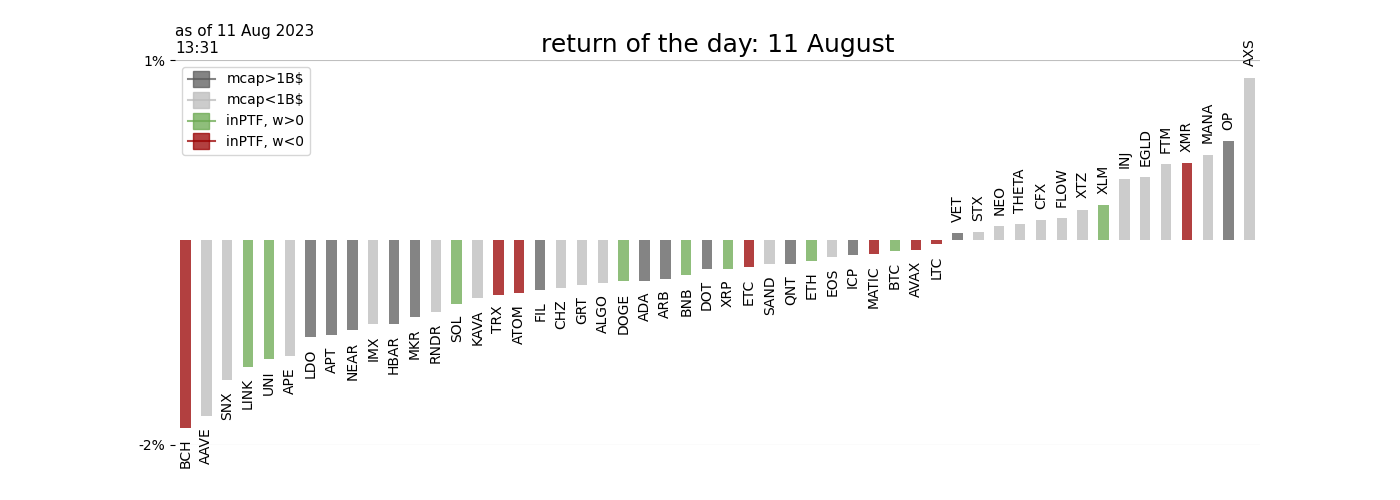 as of 11 Aug 2023
13:31
return of the day: 11 August
1%
mcap>1B$
mcap<1B$
inPTF, w>0
inPTF, w<0
-2%
BCH
AAVE
SNX
LINK
UNI
APE
LDO
APT
NEAR
IMX
HBAR
MKR
RNDR
SOL
KAVA
TRX
ATOM
FIL
CHZ
GRT
ALGO
DOGE
ADA
ARB
BNB
DOT
XRP
ETC
SAND
QNT
ETH
EOS
ICP
MATIC
BTC
AVAX
LTC
VET
STX
NEO
THETA
CFX
FLOW
XTZ
XLM
INJ
EGLD
FTM
XMR
MANA
OP
AXS